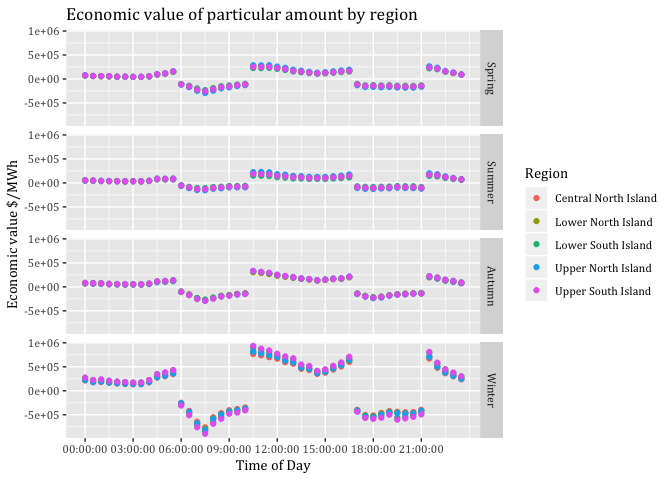 Economic value of particular amount by region
Economic value $/MWh
1e+06
5e+05
0e+00
-5e+05
Spring
1e+06
5e+05
0e+00
-5e+05
Summer
1e+06
5e+05
0e+00
-5e+05
Autumn
1e+06
5e+05
0e+00
-5e+05
Winter
00:00:00 03:00:00 06:00:00 09:00:00 12:00:00 15:00:00 18:00:00 21:00:00
Time of Day
Region
Central North Island
Lower North Island
Lower South Island
Upper North Island
Upper South Island